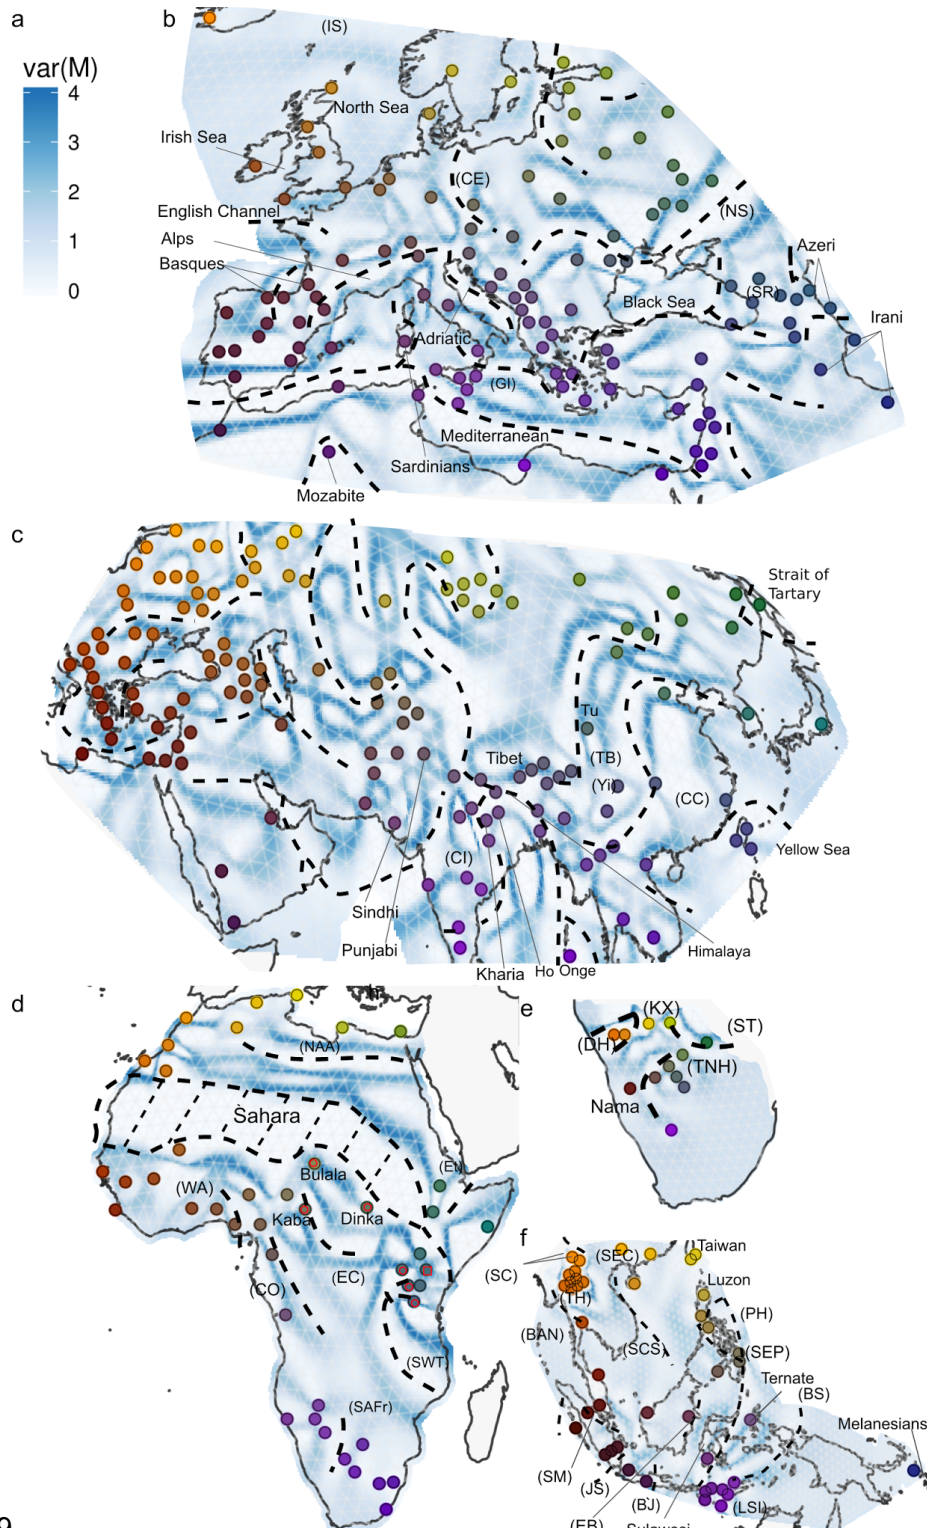 a
b
var(M)
4
3
2
1
0
(IS)
North Sea
Irish Sea
(CE)
English Channel
(NS)
Alps
Basques
Azeri
(SR)
Black Sea
Irani
Adriatic
(GI)
Mediterranean
Sardinians
Mozabite
c
Strait of
Tartary
Tu
Tibet
(TB)
(Yi)
(CC)
(CI)
Yellow Sea
Sindhi
Punjabi
Himalaya
Kharia
Ho Onge
d
(NAA)
Sahara
Bulala
(Et)
(WA)
Kaba
Dinka
(EC)
(CO)
(SWT)
(SAFr)
e
(KX)
(DH)
(ST)
(TNH)
Nama
f
(SEC)
Taiwan
(SC)
Luzon
(TH)
(PH)
(BAN)
(SCS)
(SEP)
Ternate
(BS)
Melanesians
(SM)
(JS)
(BJ)
(LSI)
(FB)
Sulawesi